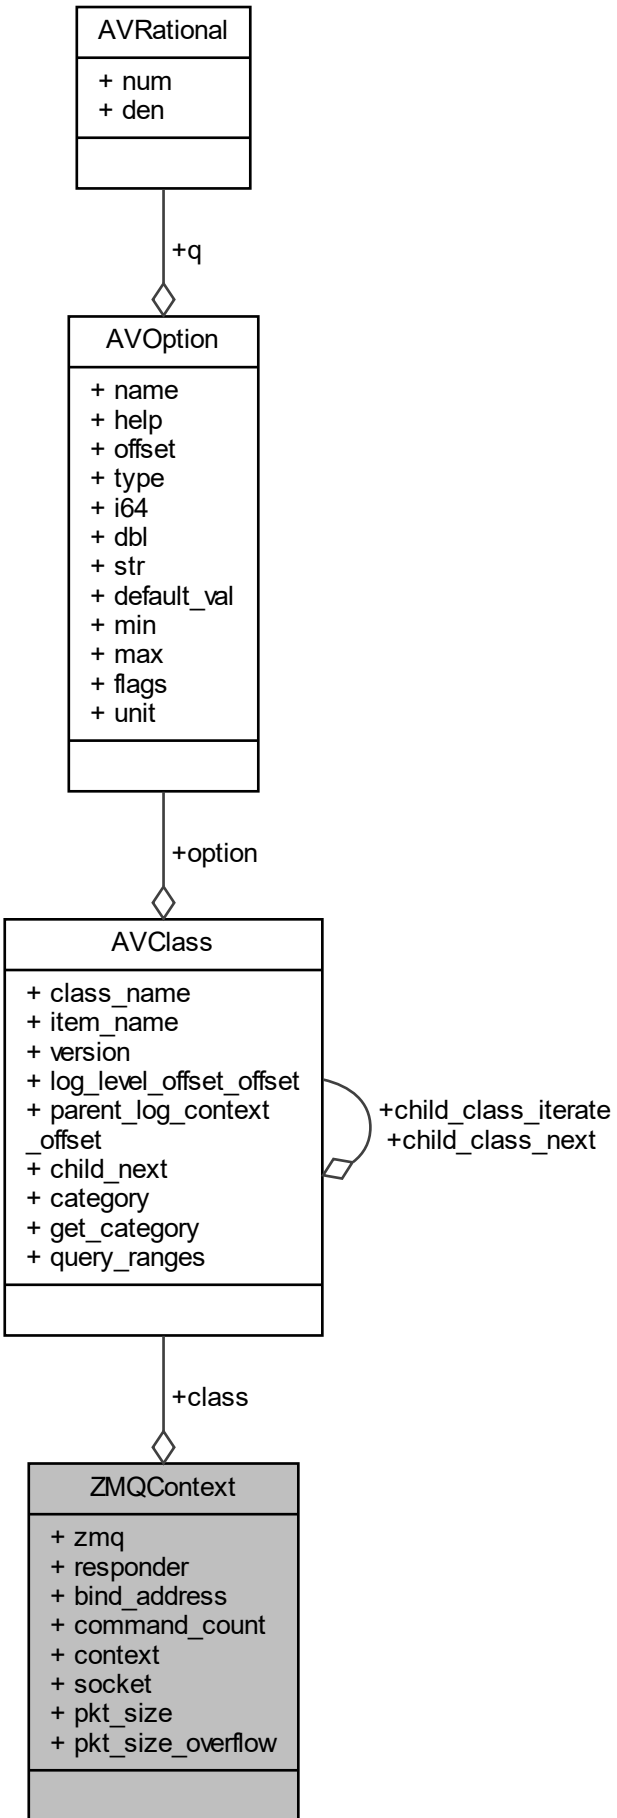 AVRational
+ num
+ den
+q
AVOption
+ name
+ help
+ offset
+ type
+ i64
+ dbl
+ str
+ default_val
+ min
+ max
+ flags
+ unit
+option
AVClass
+ class_name
+ item_name
+ version
+ log_level_offset_offset
+ parent_log_context
_offset
+ child_next
+ category
+ get_category
+ query_ranges
+child_class_iterate
+child_class_next
+class
ZMQContext
+ zmq
+ responder
+ bind_address
+ command_count
+ context
+ socket
+ pkt_size
+ pkt_size_overflow